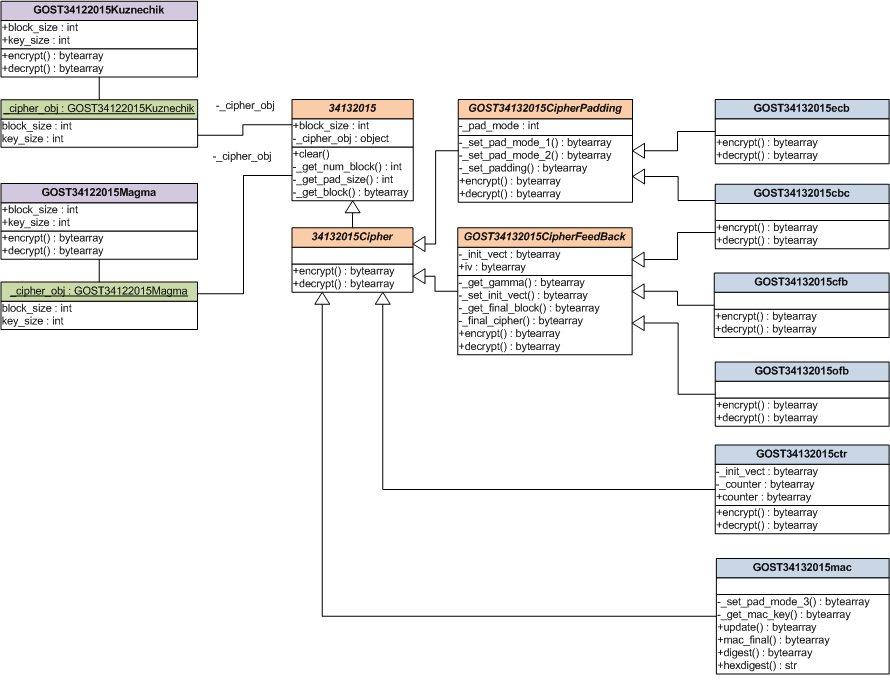 GOST34122015Kuznechik
+block_size : int
+key_size : int
+encrypt() : bytearray
+decrypt() : bytearray
_cipher_obj : GOST34122015Kuznechik
block_size : int
key_size : int
-_cipher_obj
-_cipher_obj
GOST34122015Magma
+block_size : int
+key_size : int
+encrypt() : bytearray
+decrypt() : bytearray
_cipher_obj : GOST34122015Magma
block_size : int
key_size : int
34132015
+block_size : int
-_cipher_obj : object
+clear()
-_get_num_block() : int
-_get_pad_size() : int
-_get_block() : bytearray
34132015Cipher
+encrypt() : bytearray
+decrypt() : bytearray
GOST34132015CipherPadding
-_pad_mode : int
-_set_pad_mode_1() : bytearray
-_set_pad_mode_2() : bytearray
-_set_padding() : bytearray
+encrypt() : bytearray
+decrypt() : bytearray
GOST34132015CipherFeedBack
-_init_vect : bytearray
+iv : bytearray
-_get_gamma() : bytearray
-_set_init_vect() : bytearray
-_get_final_block() : bytearray
-_final_cipher() : bytearray
+encrypt() : bytearray
+decrypt() : bytearray
GOST34132015ecb
+encrypt() : bytearray
+decrypt() : bytearray
GOST34132015cbc
+encrypt() : bytearray
+decrypt() : bytearray
GOST34132015cfb
+encrypt() : bytearray
+decrypt() : bytearray
GOST34132015ofb
+encrypt() : bytearray
+decrypt() : bytearray
GOST34132015ctr
-_init_vect : bytearray
-_counter : bytearray
+counter : bytearray
+encrypt() : bytearray
+decrypt() : bytearray
GOST34132015mac
-_set_pad_mode_3() : bytearray
-_get_mac_key() : bytearray
+update() : bytearray
+mac_final() : bytearray
+digest() : bytearray
+hexdigest() : str